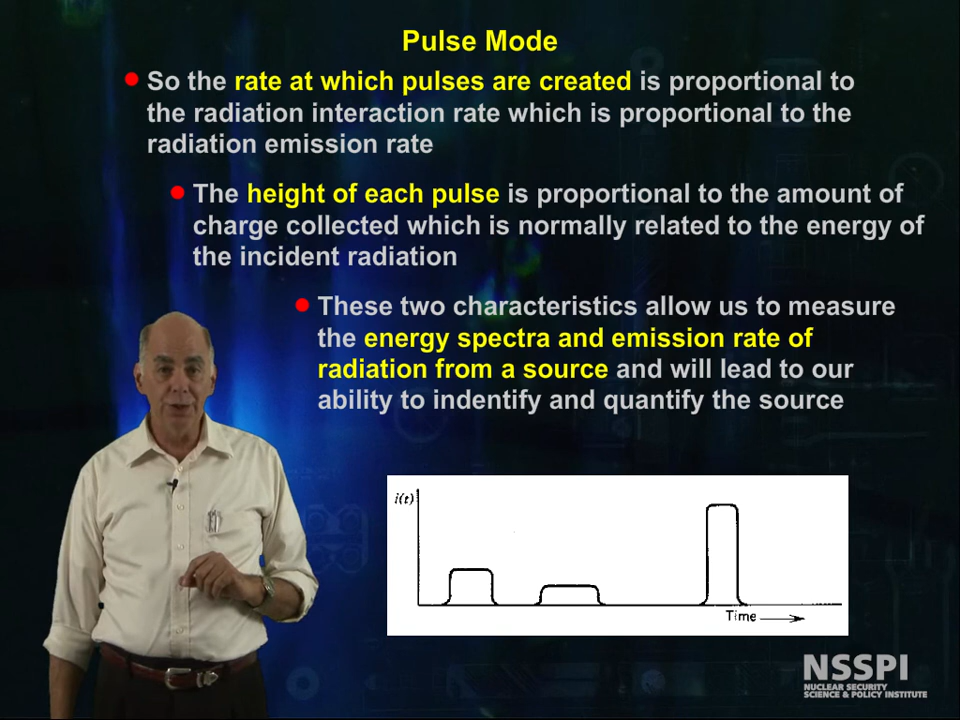 Pulse Mode
So the rate at which pulses are created is proportional to
the radiation interaction rate which is proportional to the
radiation emission rate
The height of each pulse is proportional to the amount of
charge collected which is normally related to the energy of
the incident radiation
These two characteristics allow us to measure
the energy spectra and emission rate of
radiation from a source and will lead to our
ability to indentify and quantify the source
i(t)
Time
NSSPI
NUCLEAR SECURITY
SCIENCE & POLICY INSTITUTE